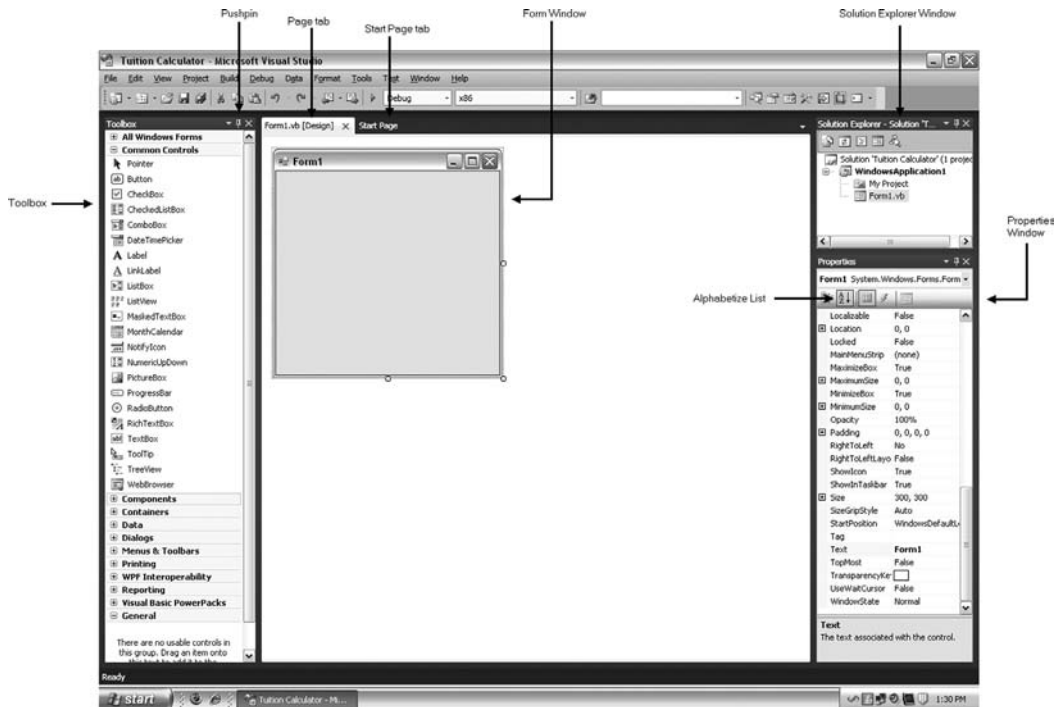 Pushpin
Page tab
Start Page tab
Form Window
Solution Explorer Window
Tuition Calculator - Microsoft Visual Studio
File Edit View Project Build Debug Data Format Tools Test Window Help
Debug x86
Toolbox
All Windows Forms
Common Controls
Pointer
Button
CheckBox
CheckedListBox
ComboBox
DateTimePicker
Label
LinkLabel
ListBox
ListView
MaskedTextBox
MonthCalendar
NotifyIcon
NumericUpDown
PictureBox
ProgressBar
RadioButton
RichTextBox
TextBox
ToolTip
TreeView
WebBrowser
Components
Containers
Data
Dialogs
Menus & Toolbars
Printing
WPF Interoperability
Reporting
Visual Basic PowerPacks
General
There are no usable controls in
this group. Drag an item onto
this text to add it to the
Toolbox
Form1.vb [Design] Start Page
Form1
Solution Explorer - Solution 'T...
Solution 'Tuition Calculator' (1 projec
WindowsApplication1
My Project
Form1.vb
Properties
Window
Alphabetize List
Properties
Form1 System.Windows.Forms.Form
Localizable False
Location 0, 0
Locked False
MainMenuStrip (none)
MaximizeBox True
MaximumSize 0, 0
MinimizeBox True
MinimumSize 0, 0
Opacity 100%
Padding 0, 0, 0, 0
RightToLeft No
RightToLeftLayo False
ShowIcon True
ShowInTaskbar True
Size 300, 300
SizeGripStyle Auto
StartPosition WindowsDefaultL
Tag
Text Form1
TopMost False
TransparencyKe
UseWaitCursor False
WindowState Normal
Text
The text associated with the control.
Ready
start Tuition Calculator - Mi... 1:30 PM